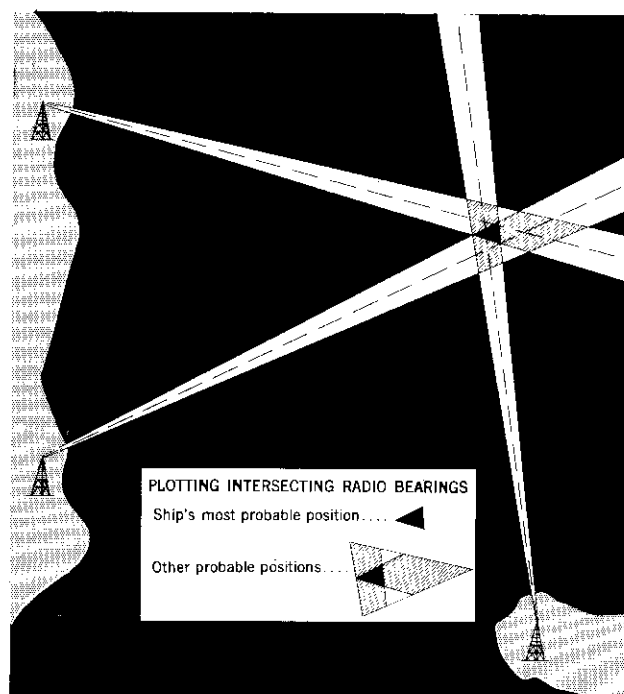 PLOTTING INTERSECTING RADIO BEARINGS
Ship's most probable position....
Other probable positions....